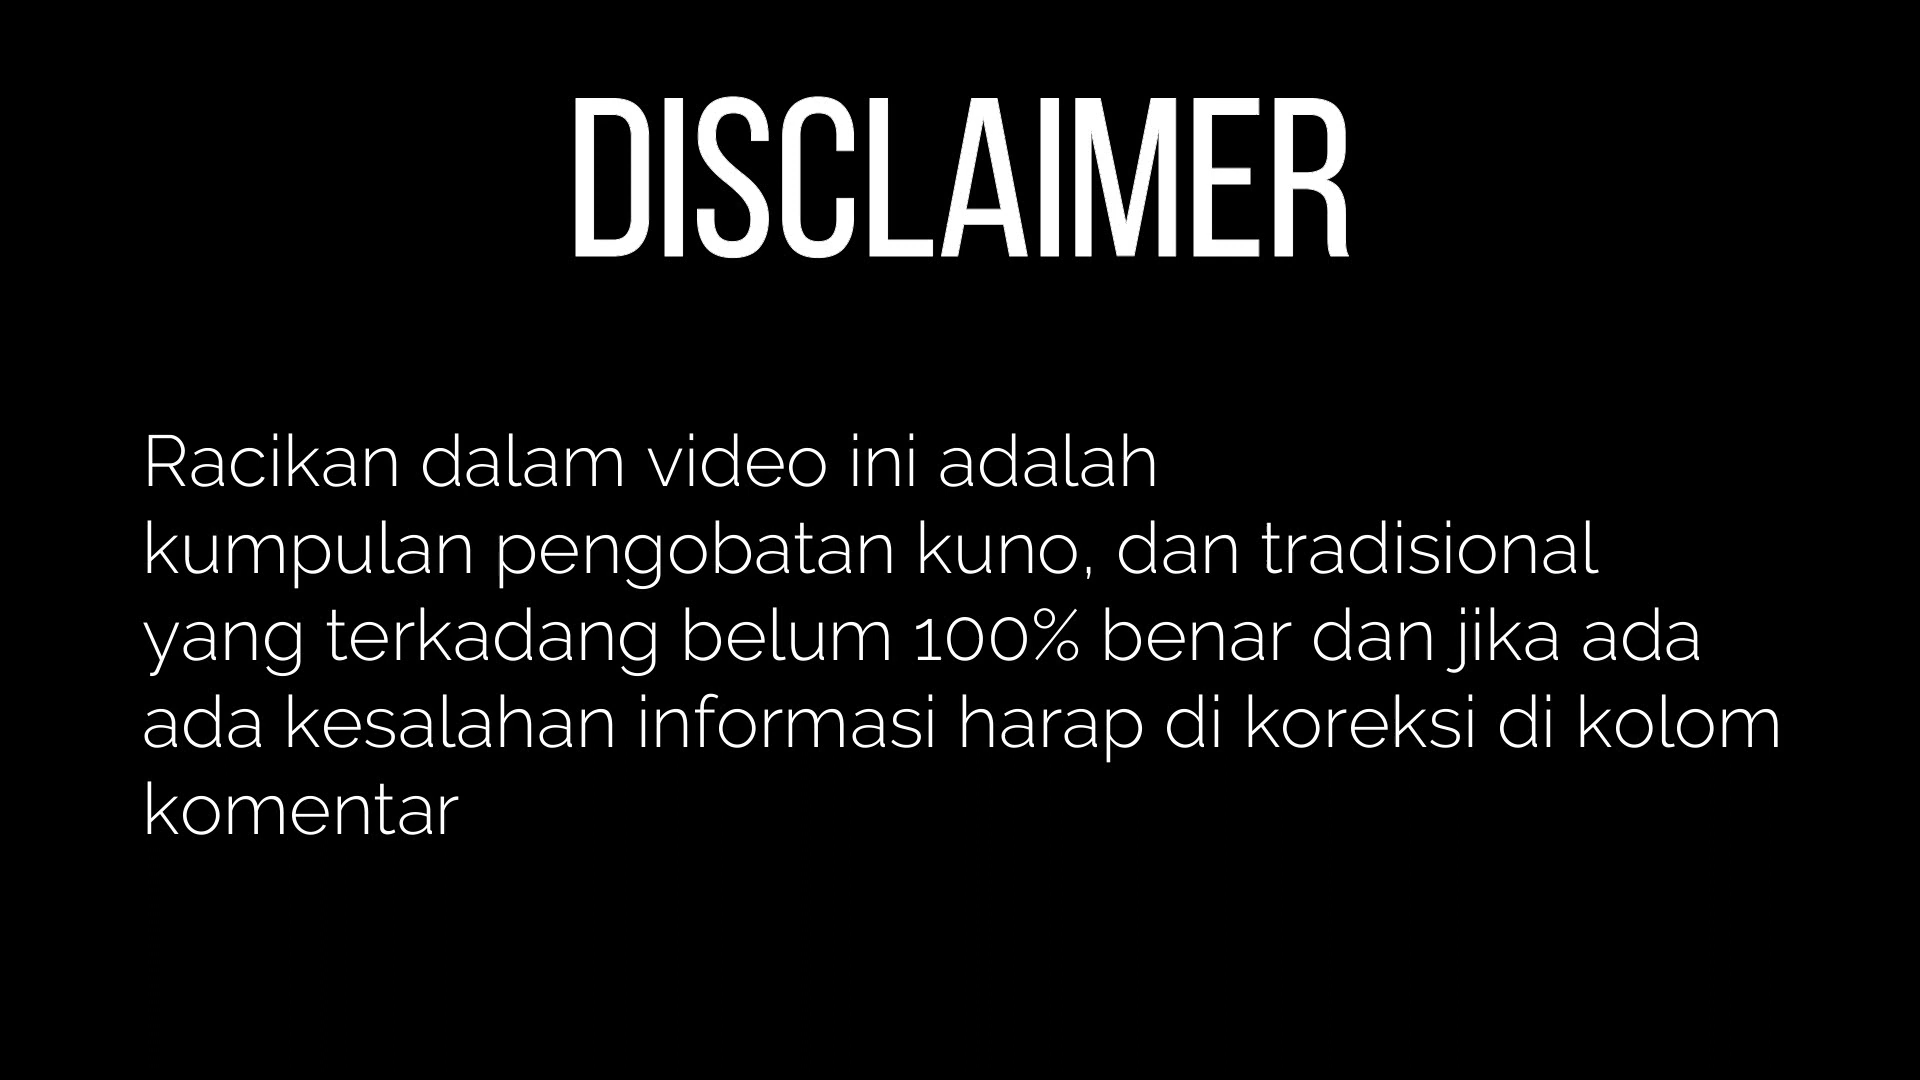 DISCLAIMER
Racikan dalam video ini adalah
kumpulan pengobatan kuno, dan tradisional
yang terkadang belum 100% benar dan jika ada
ada kesalahan informasi harap di koreksi di kolom
komentar